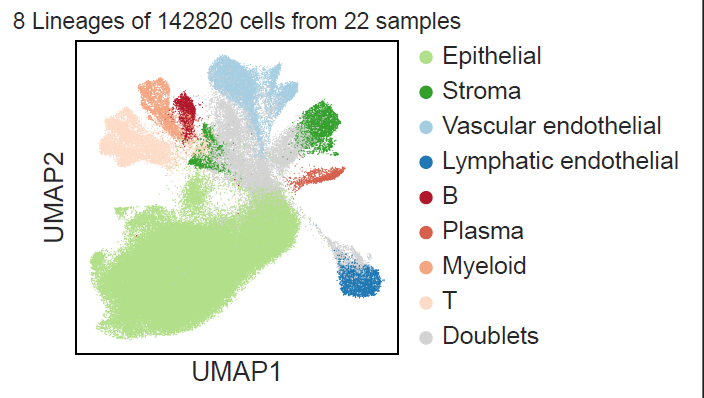 8 Lineages of 142820 cells from 22 samples
Epithelial
Stroma
Vascular endothelial
Lymphatic endothelial
B
Plasma
Myeloid
T
Doublets
UMAP2
UMAP1